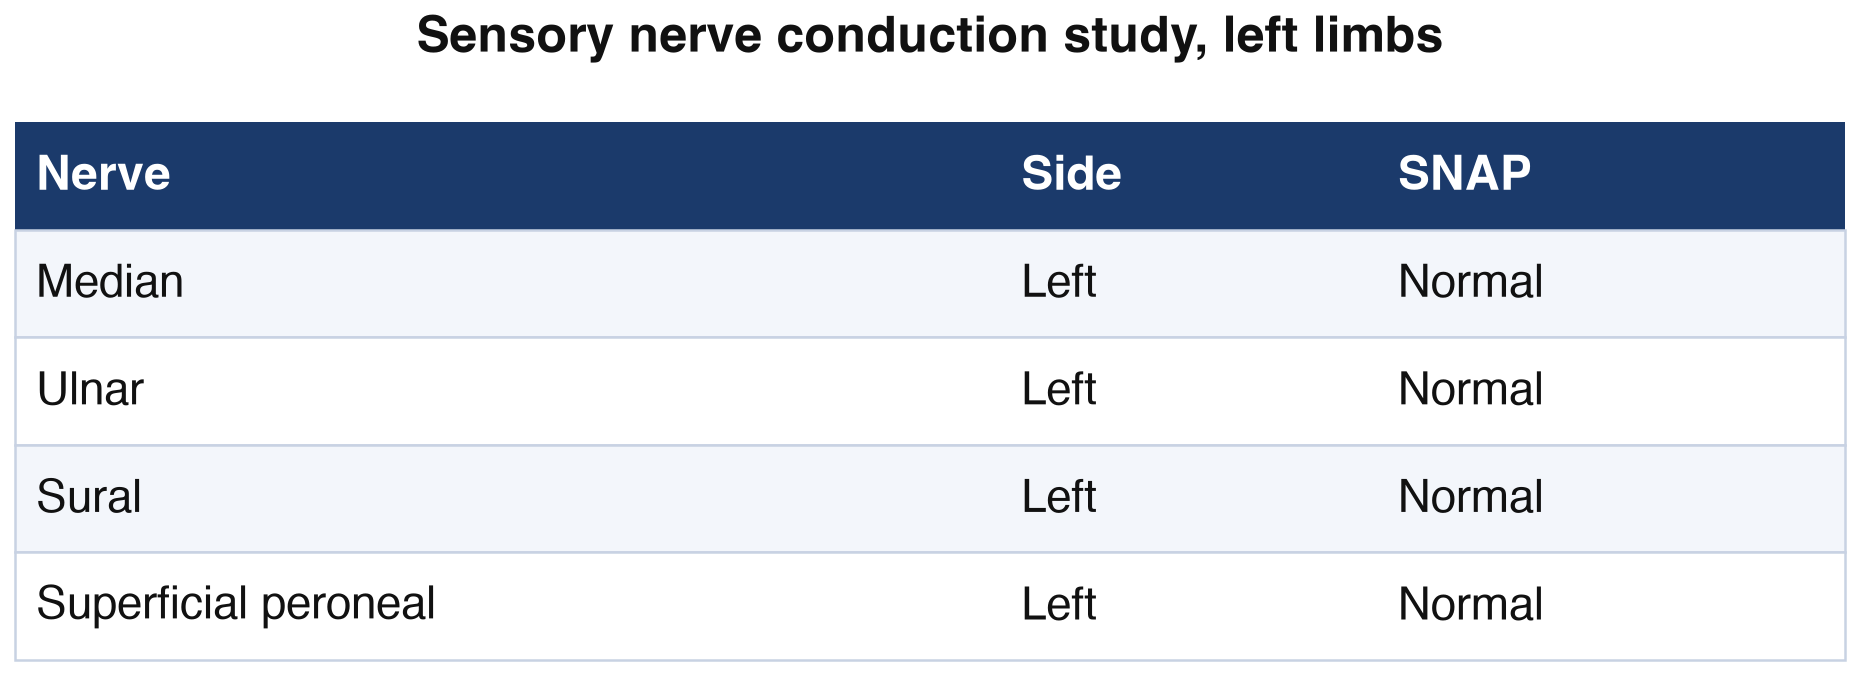 Sensory nerve conduction study, left limbs
Nerve Side SNAP
Median Left Normal
Ulnar Left Normal
Sural Left Normal
Superficial peroneal Left Normal